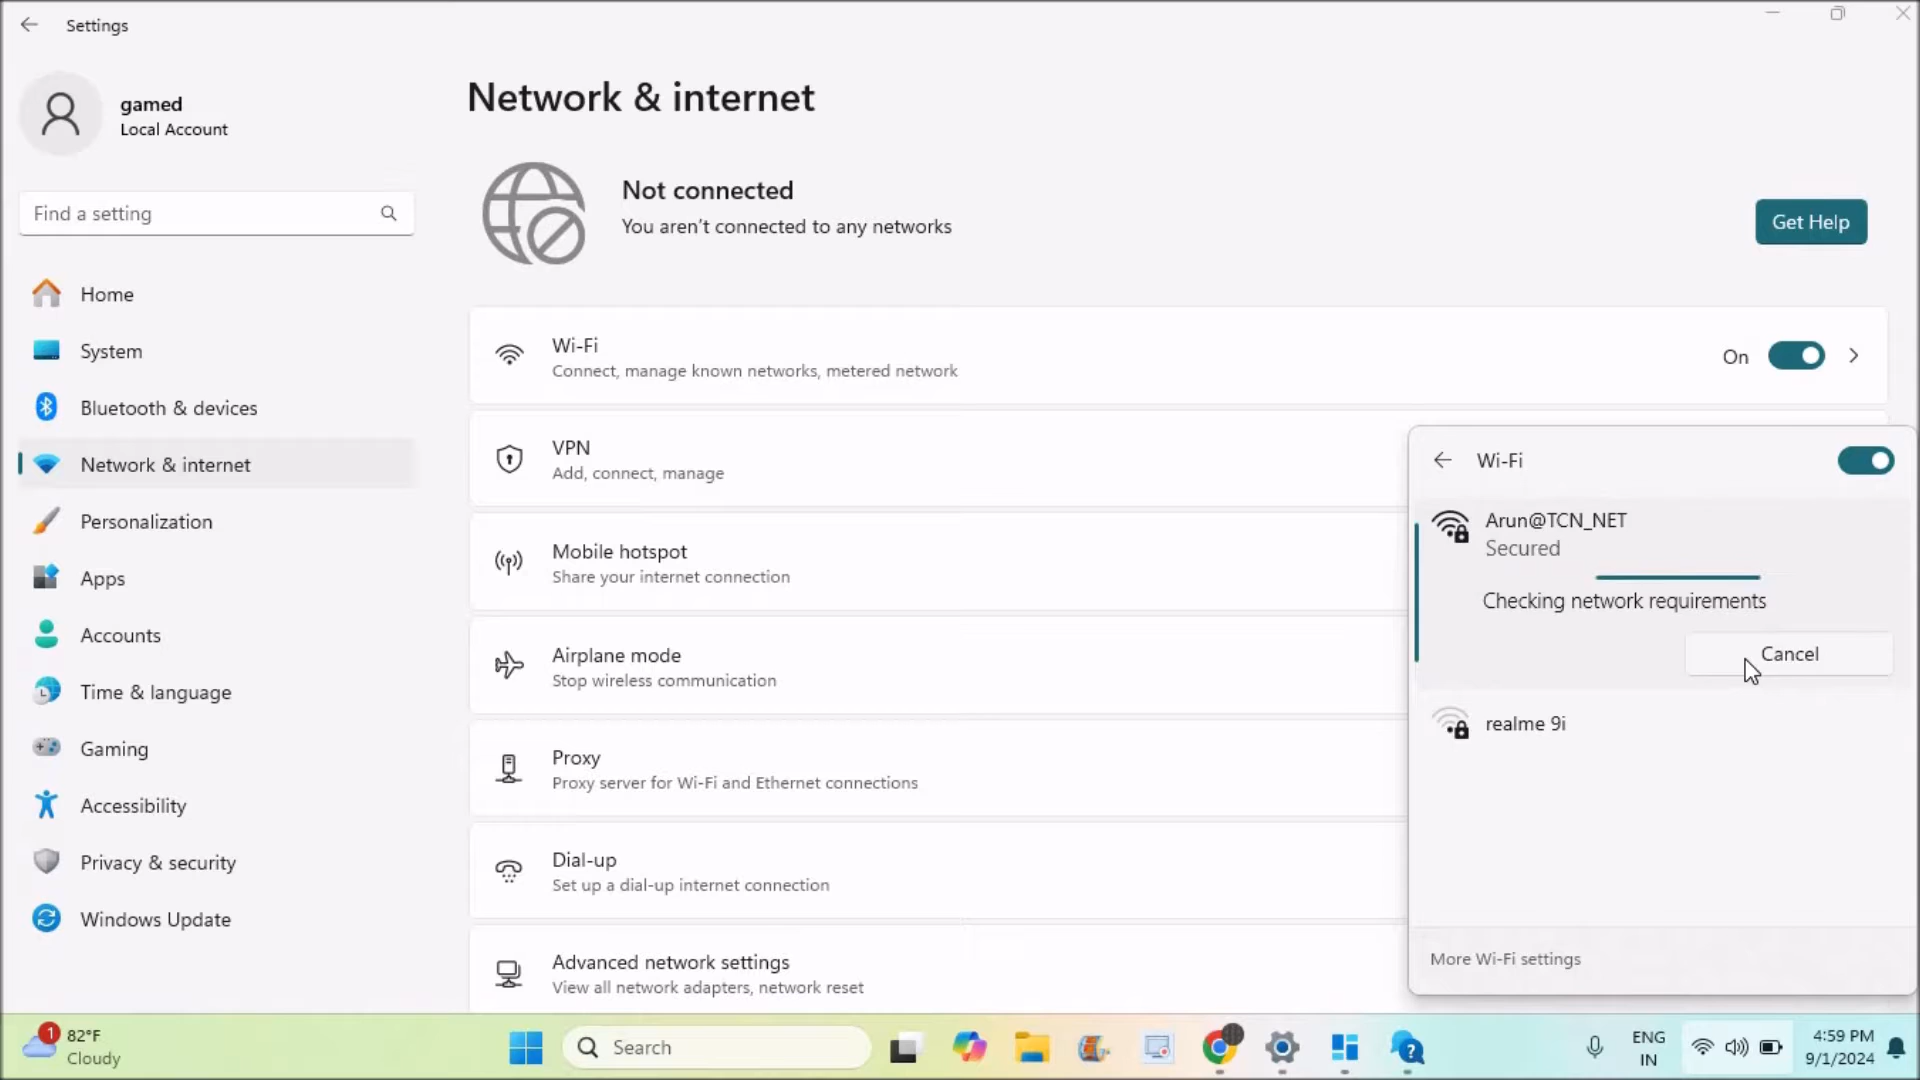 Settings
gamed
Local Account
Find a setting
Home
System
Bluetooth & devices
Network & internet
Personalization
Apps
Accounts
Time & language
Gaming
Accessibility
Privacy & security
Windows Update
Network & internet
Not connected
You aren't connected to any networks
Get Help
Wi-Fi
Connect, manage known networks, metered network
On
VPN
Add, connect, manage
Mobile hotspot
Share your internet connection
Airplane mode
Stop wireless communication
Proxy
Proxy server for Wi-Fi and Ethernet connections
Dial-up
Set up a dial-up internet connection
Advanced network settings
View all network adapters, network reset
Wi-Fi
Arun@TCN_NET
Secured
Checking network requirements
Cancel
realme 9i
More Wi-Fi settings
1
82°F
Cloudy
Search
ENG
IN
4:59 PM
9/1/2024